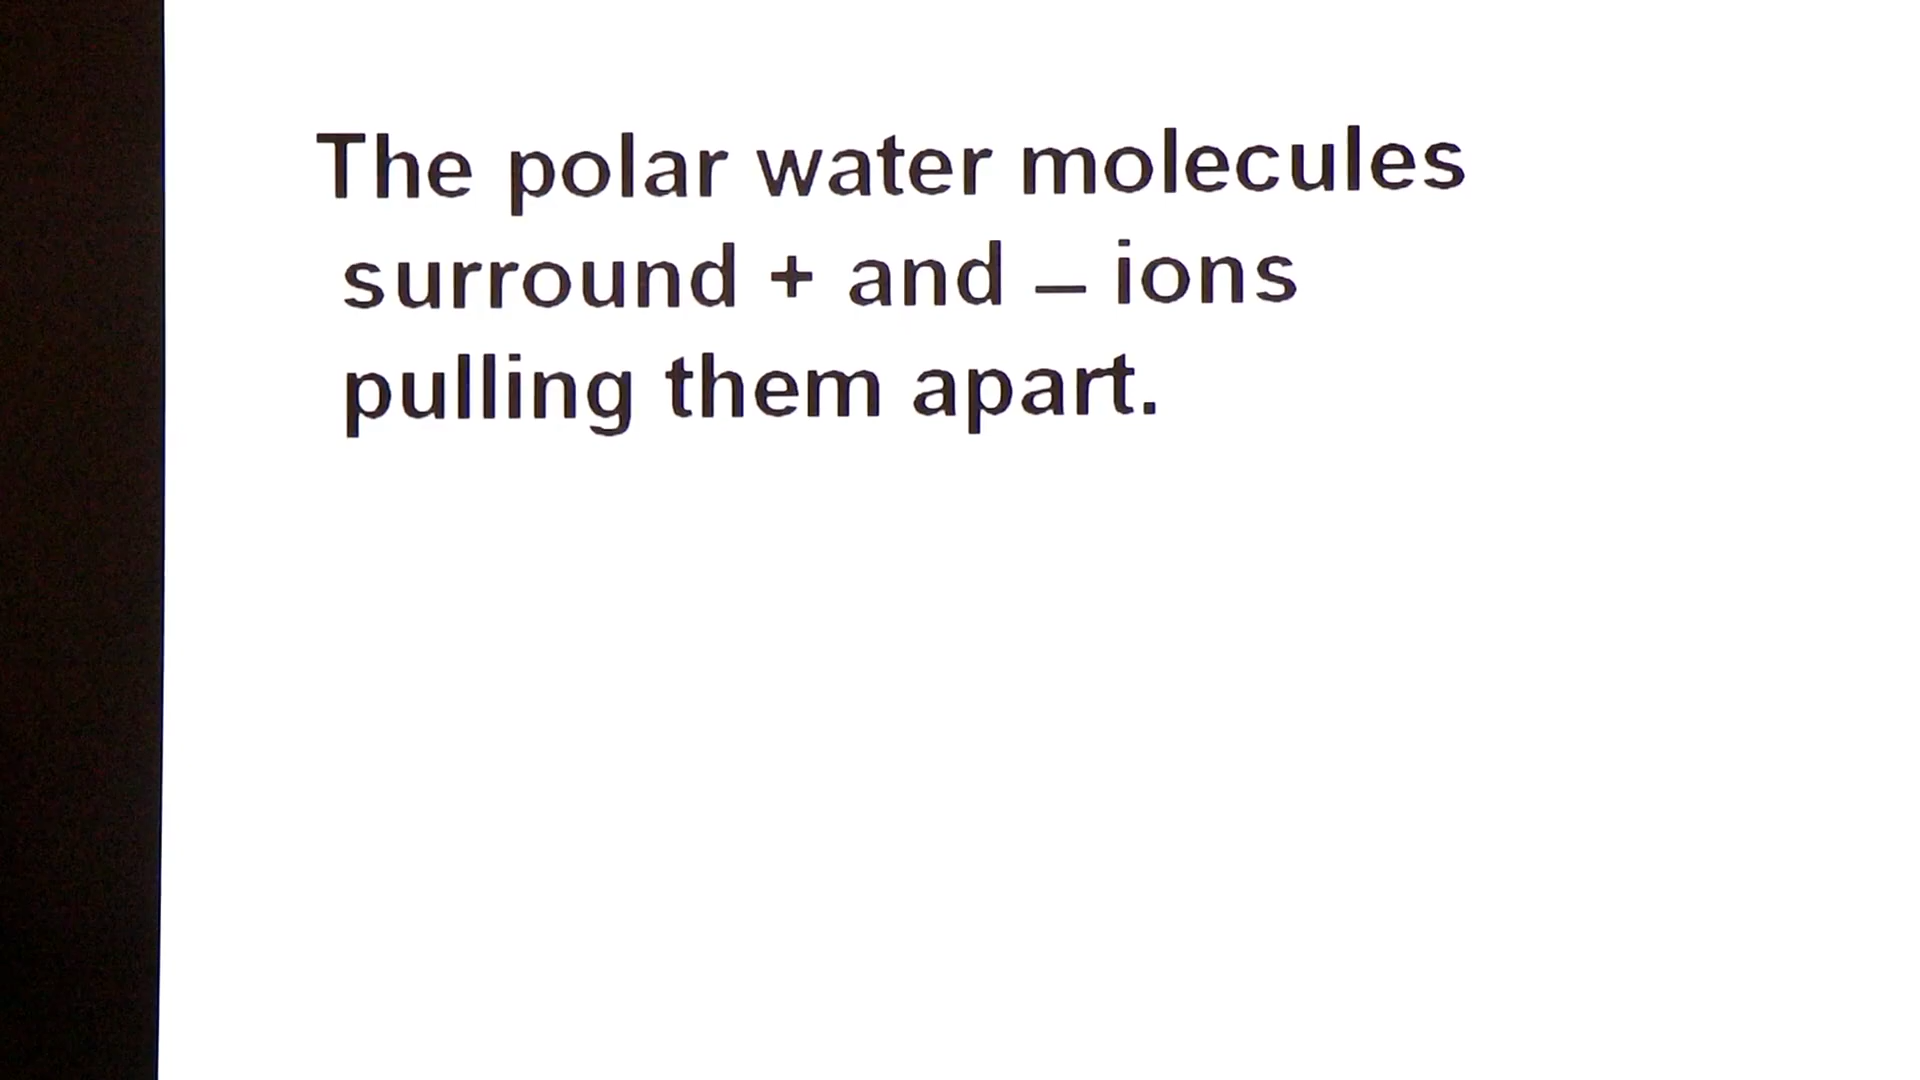 The polar water molecules
surround + and – ions
pulling them apart.